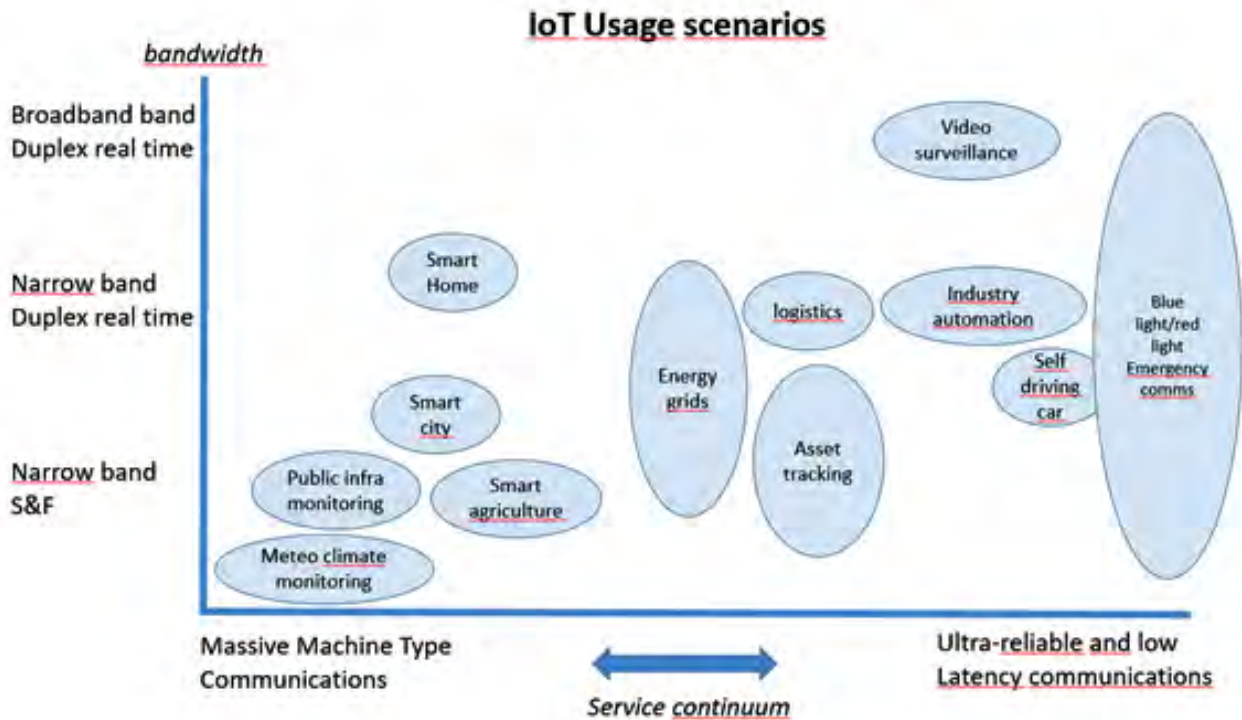 IoT Usage scenarios
bandwidth
Broadband band
Duplex real time
Video
surveillance
Smart
Home
Narrow band
Duplex real time
logistics
Industry
automation
Blue
light/red
light
Emergency
comms
Energy
grids
Self
driving
car
Smart
city
Asset
tracking
Narrow band
S&F
Public infra
monitoring
Smart
agriculture
Meteo climate
monitoring
Massive Machine Type
Communications
Ultra-reliable and low
Latency communications
Service continuum